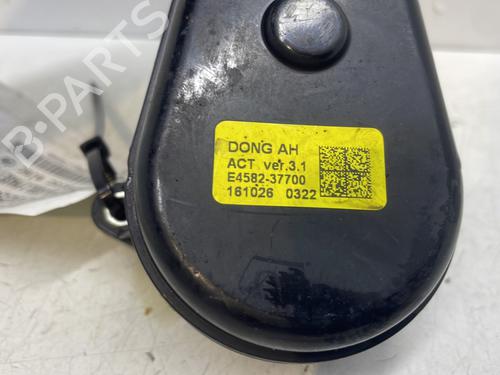 B-Parts
DONG AH
ACT ver.3.1
E4582-37700
161026 0322